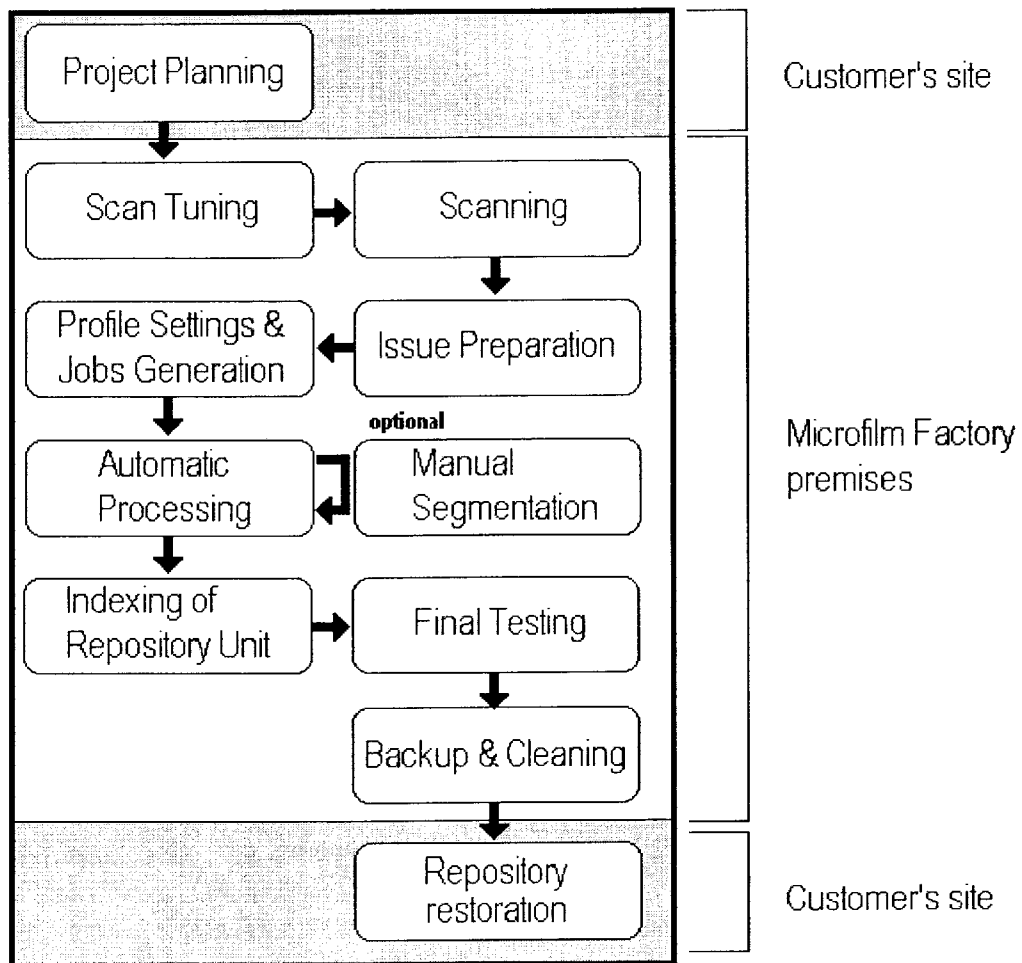 Project Planning
Customer's site
Scan Tuning
Scanning
Profile Settings &
Jobs Generation
Issue Preparation
optional
Automatic
Processing
Manual
Segmentation
Microfilm Factory
premises
Indexing of
Repository Unit
Final Testing
Backup & Cleaning
Repository
restoration
Customer's site